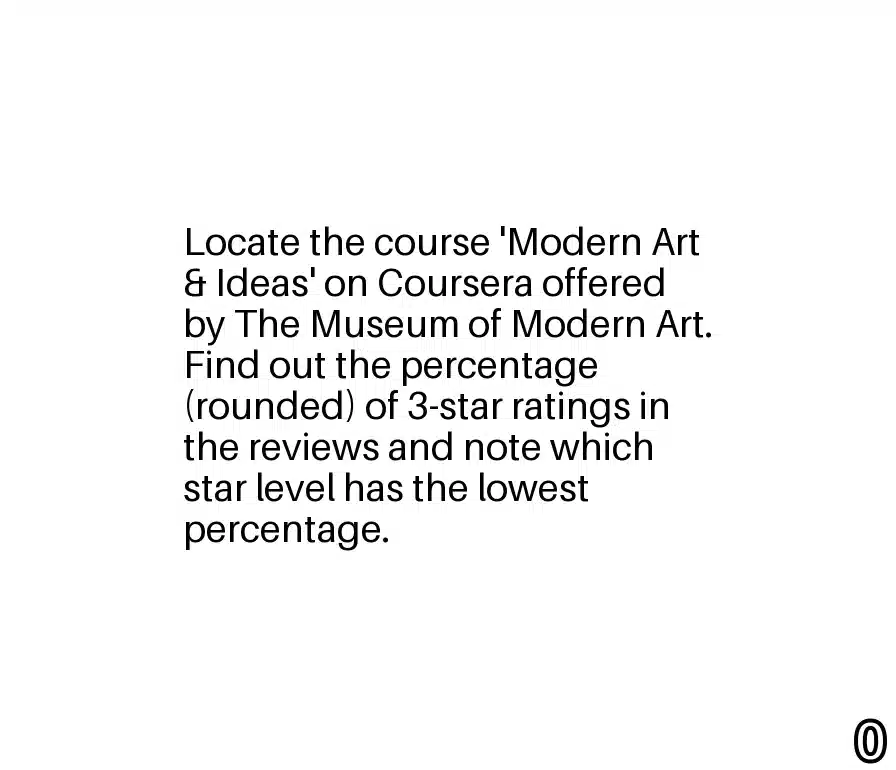 Locate the course 'Modern Art
& Ideas' on Coursera offered
by The Museum of Modern Art.
Find out the percentage
(rounded) of 3-star ratings in
the reviews and note which
star level has the lowest
percentage.
0